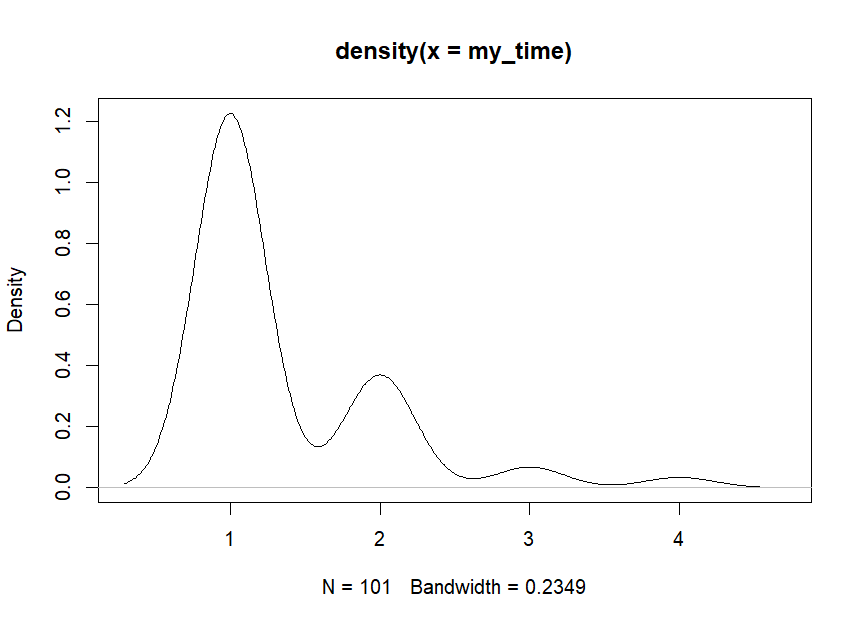 density(x = my_time)
Density
0.0
0.2
0.4
0.6
0.8
1.0
1.2
1 2 3 4
N = 101 Bandwidth = 0.2349